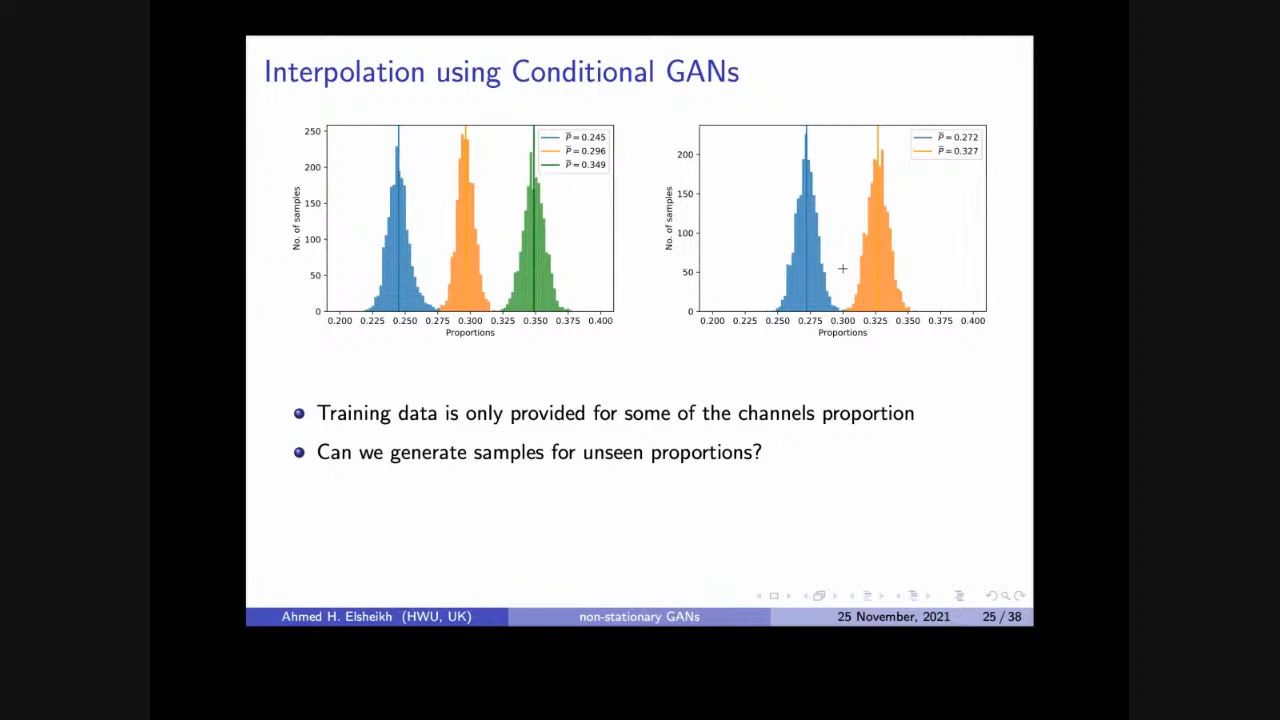 Interpolation using Conditional GANs
250
200
150
100
50
0
No. of samples
0.200 0.225 0.250 0.275 0.300 0.325 0.350 0.375 0.400
Proportions
P̅ = 0.245
P̅ = 0.296
P̅ = 0.349
200
150
100
50
0
No. of samples
0.200 0.225 0.250 0.275 0.300 0.325 0.350 0.375 0.400
Proportions
P̅ = 0.272
P̅ = 0.327
Training data is only provided for some of the channels proportion
Can we generate samples for unseen proportions?
Ahmed H. Elsheikh (HWU, UK) non-stationary GANs 25 November, 2021 25 / 38